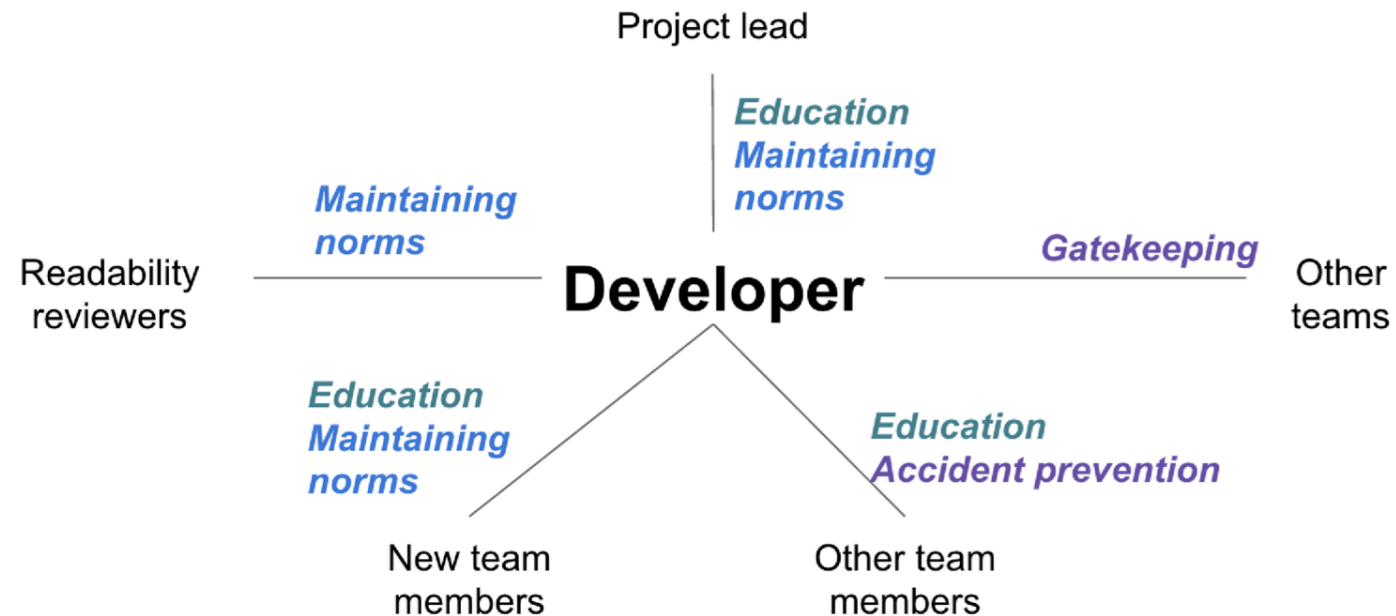 Project lead
Education
Maintaining
norms
Maintaining
norms
Gatekeeping
Readability
reviewers
Developer
Other
teams
Education
Maintaining
norms
Education
Accident prevention
New team
members
Other team
members